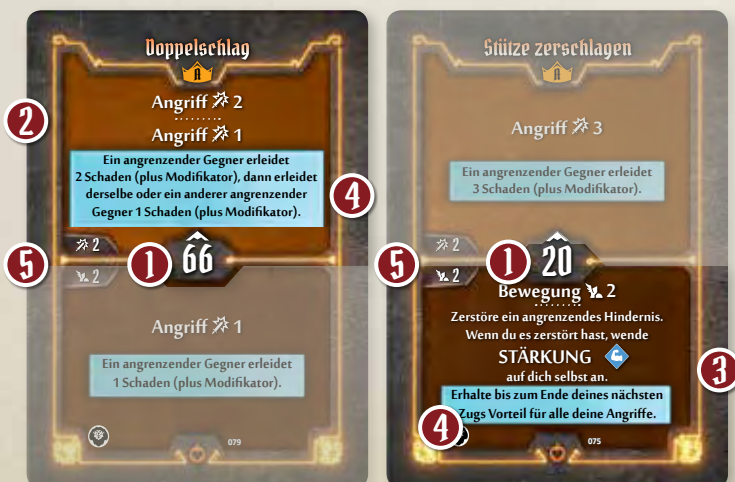 Doppelschlag
A
Angriff 2
Angriff 1
Ein angrenzender Gegner erleidet
2 Schaden (plus Modifikator), dann erleidet
derselbe oder ein anderer angrenzender
Gegner 1 Schaden (plus Modifikator).
2
4
2
5
1
66
2
Angriff 1
Ein angrenzender Gegner erleidet
1 Schaden (plus Modifikator).
079
Stütze zerschlagen
A
Angriff 3
Ein angrenzender Gegner erleidet
3 Schaden (plus Modifikator).
2
5
1
20
2
Bewegung 2
Zerstöre ein angrenzendes Hindernis.
Wenn du es zerstört hast, wende
STÄRKUNG
auf dich selbst an.
3
Erhalte bis zum Ende deines nächsten
Zugs Vorteil für alle deine Angriffe.
4
075